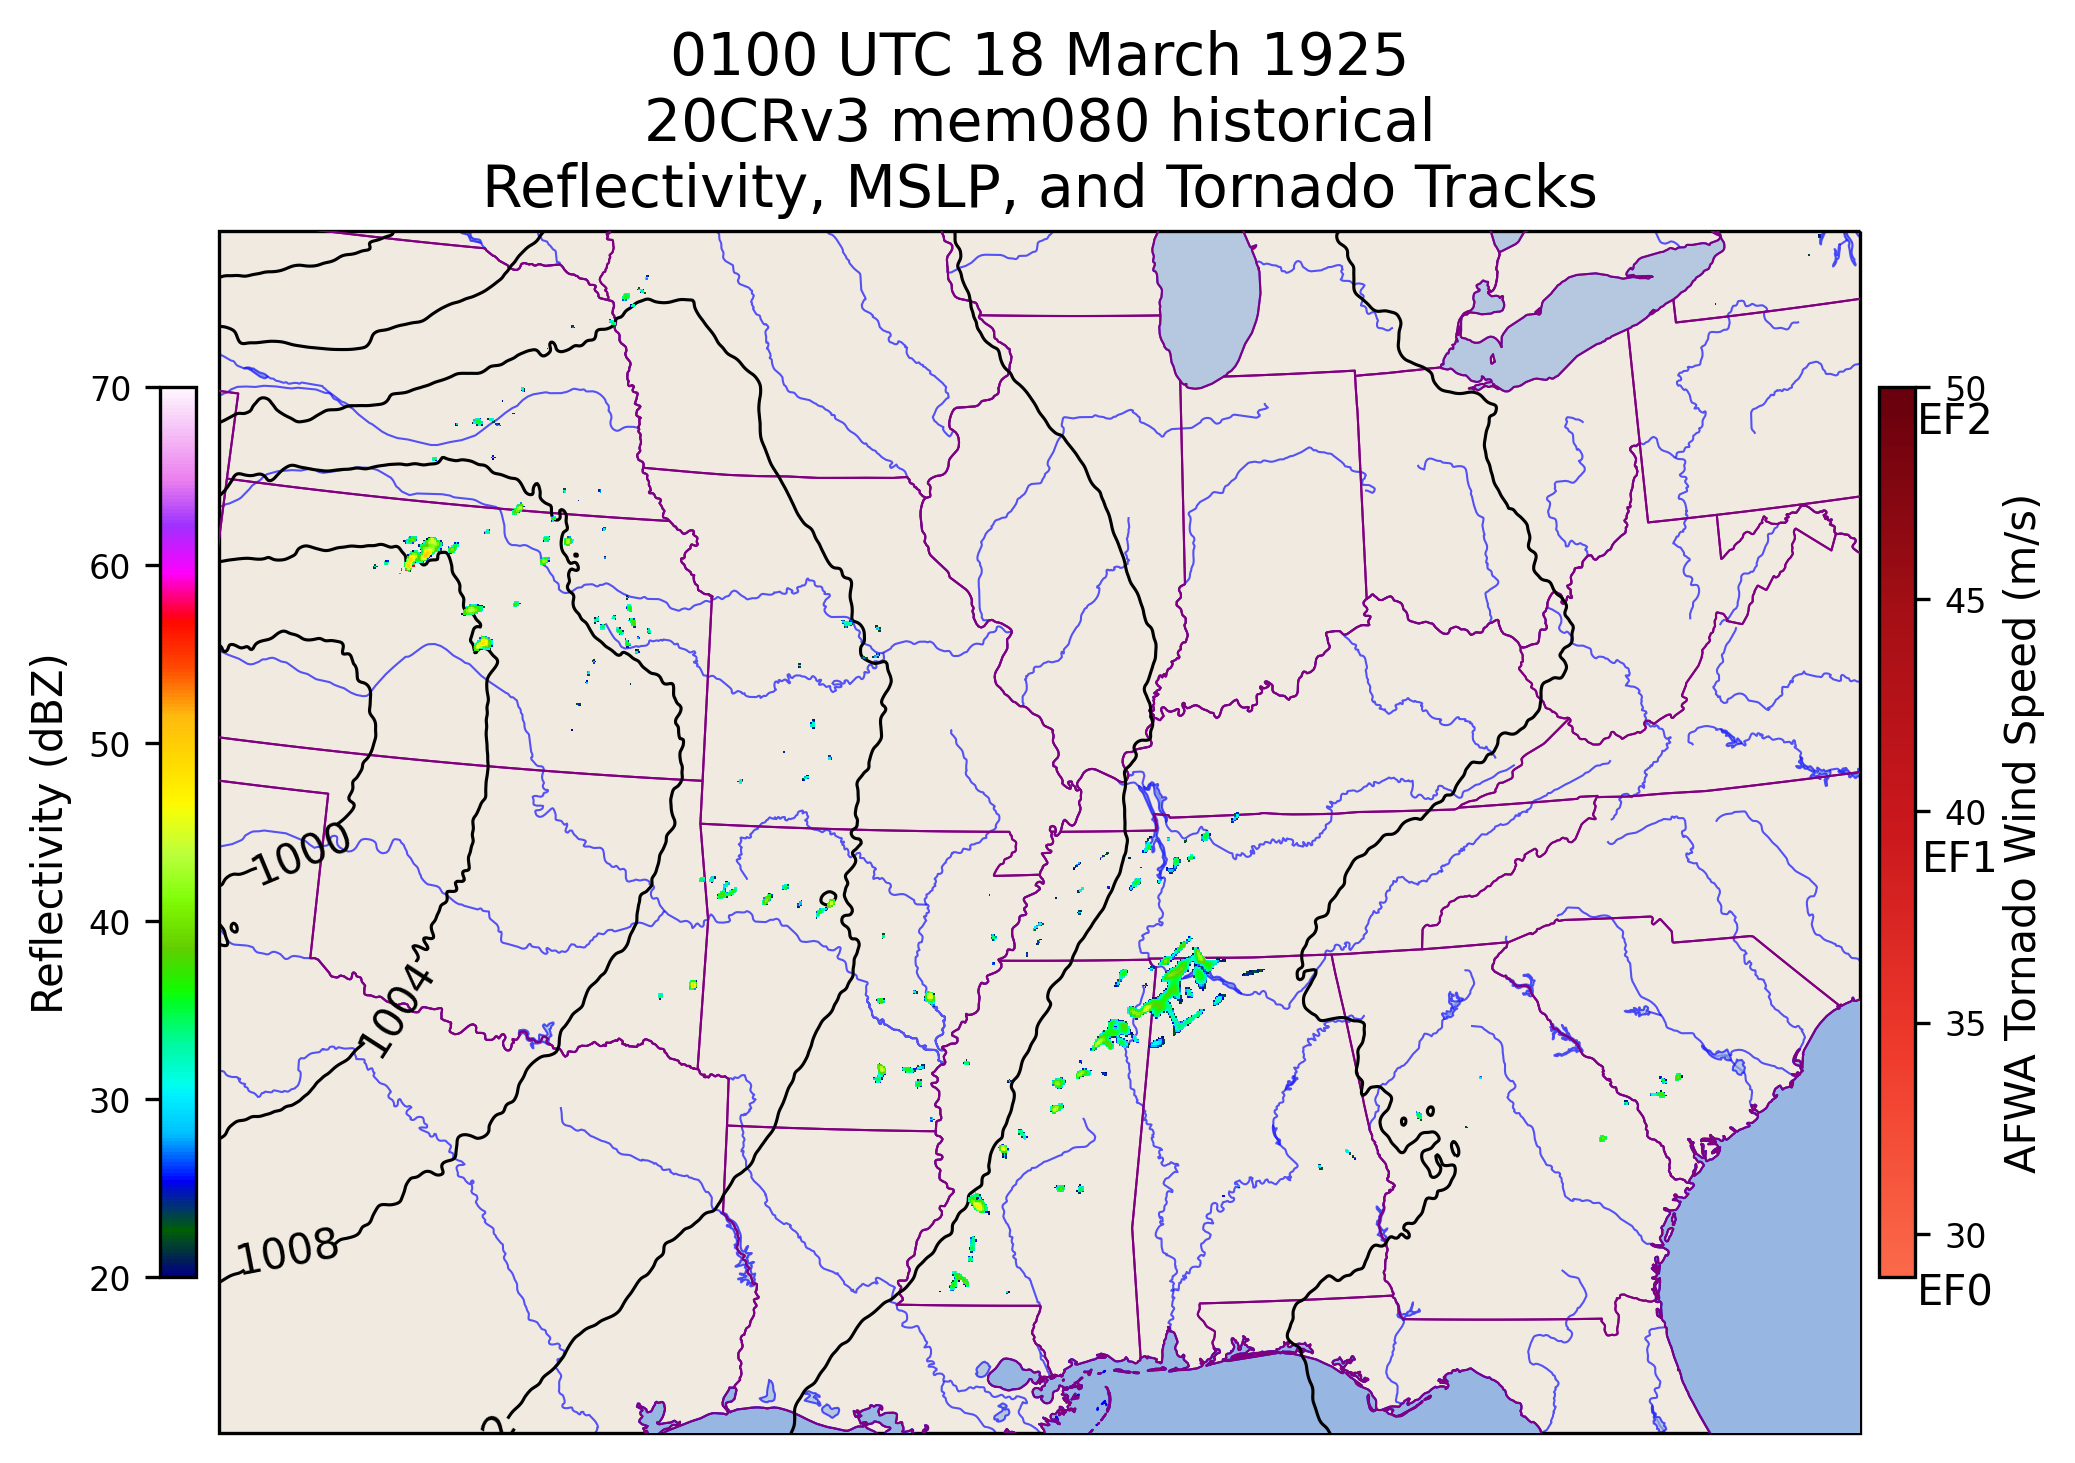 0100 UTC 18 March 1925
20CRv3 mem080 historical
Reflectivity, MSLP, and Tornado Tracks
Reflectivity (dBZ)
70
60
50
40
30
20
1000
1004
1008
2
50
EF2
45
40
EF1
35
30
EF0
AFWA Tornado Wind Speed (m/s)